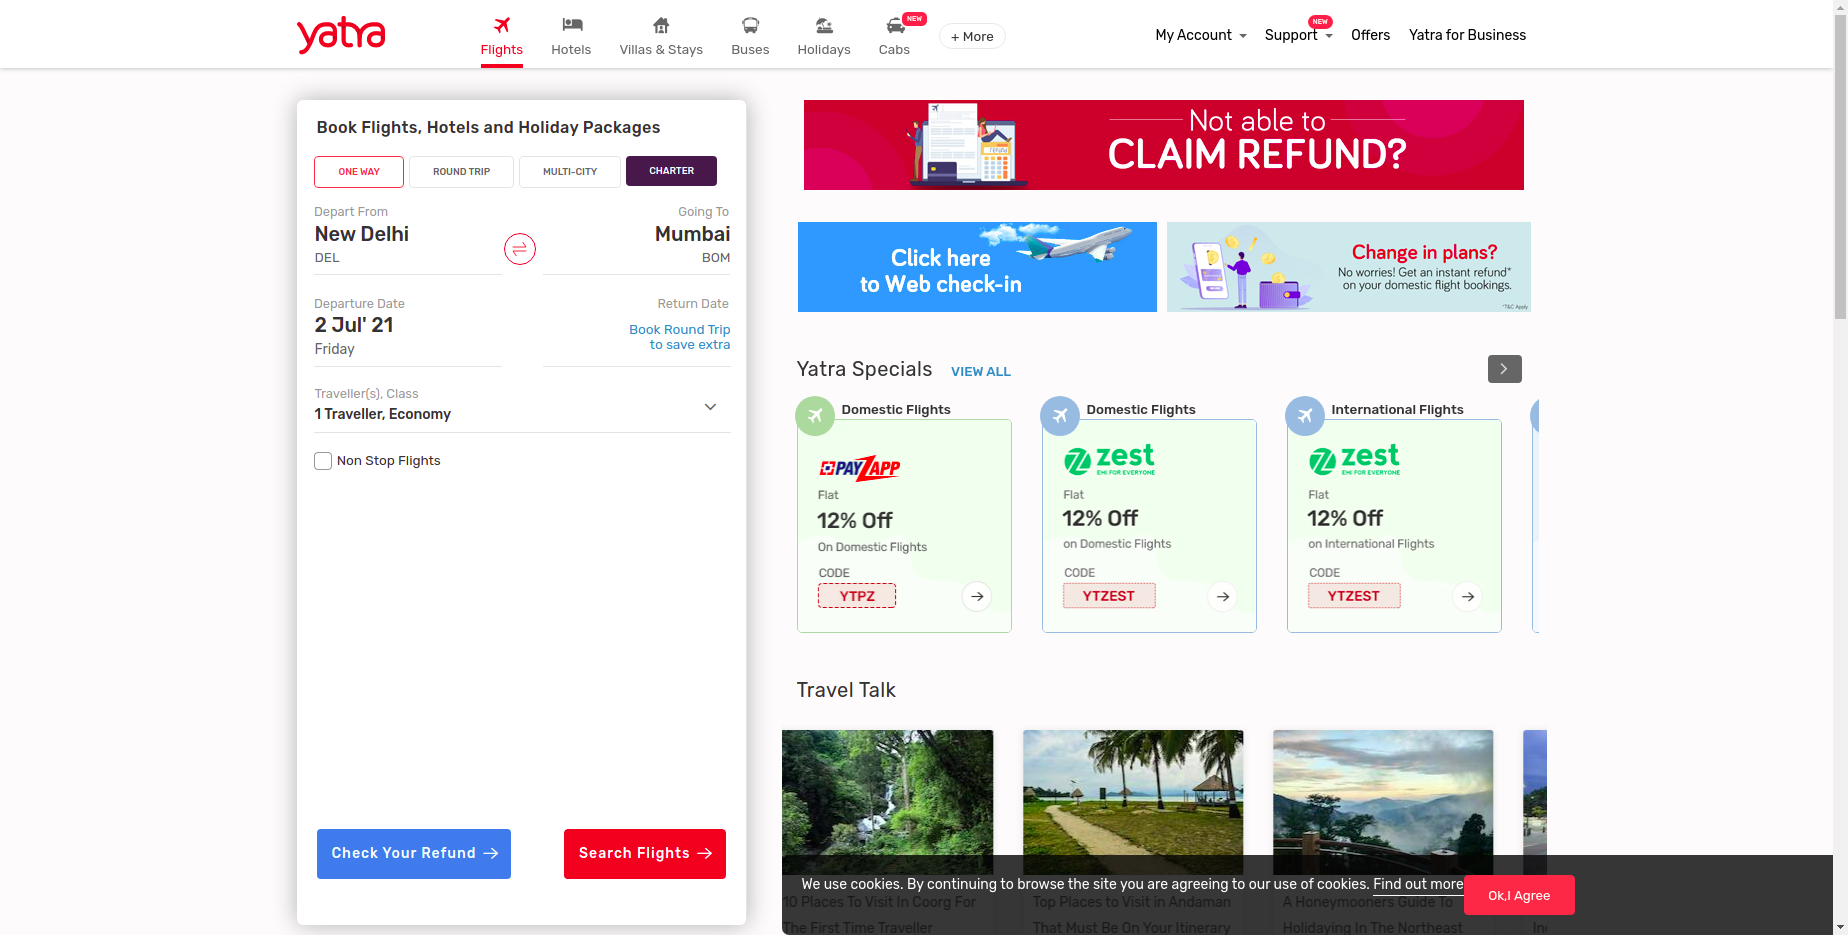 yatra
Flights
Hotels
Villas & Stays
Buses
Holidays
Cabs
NEW
+ More
My Account
Support
NEW
Offers
Yatra for Business
Book Flights, Hotels and Holiday Packages
ONE WAY
ROUND TRIP
MULTI-CITY
CHARTER
Depart From
New Delhi
DEL
Going To
Mumbai
BOM
Departure Date
2 Jul' 21
Friday
Return Date
Book Round Trip
to save extra
Traveller(s), Class
1 Traveller, Economy
Non Stop Flights
Check Your Refund
Search Flights
Not able to
CLAIM REFUND?
refund
Click here
to Web check-in
Change in plans?
No worries! Get an instant refund*
on your domestic flight bookings.
*T&C Apply
Yatra Specials
VIEW ALL
Domestic Flights
PAYZAPP
Flat
12% Off
On Domestic Flights
CODE
YTPZ
Domestic Flights
zest
EMI FOR EVERYONE
Flat
12% Off
on Domestic Flights
CODE
YTZEST
International Flights
zest
EMI FOR EVERYONE
Flat
12% Off
on International Flights
CODE
YTZEST
Travel Talk
10 Places To Visit In Coorg For
The First Time Traveller
Top Places to Visit in Andaman
That Must Be On Your Itinerary
A Honeymooners Guide To
Holidaying In The Northeast
We use cookies. By continuing to browse the site you are agreeing to our use of cookies. Find out more
Ok,I Agree